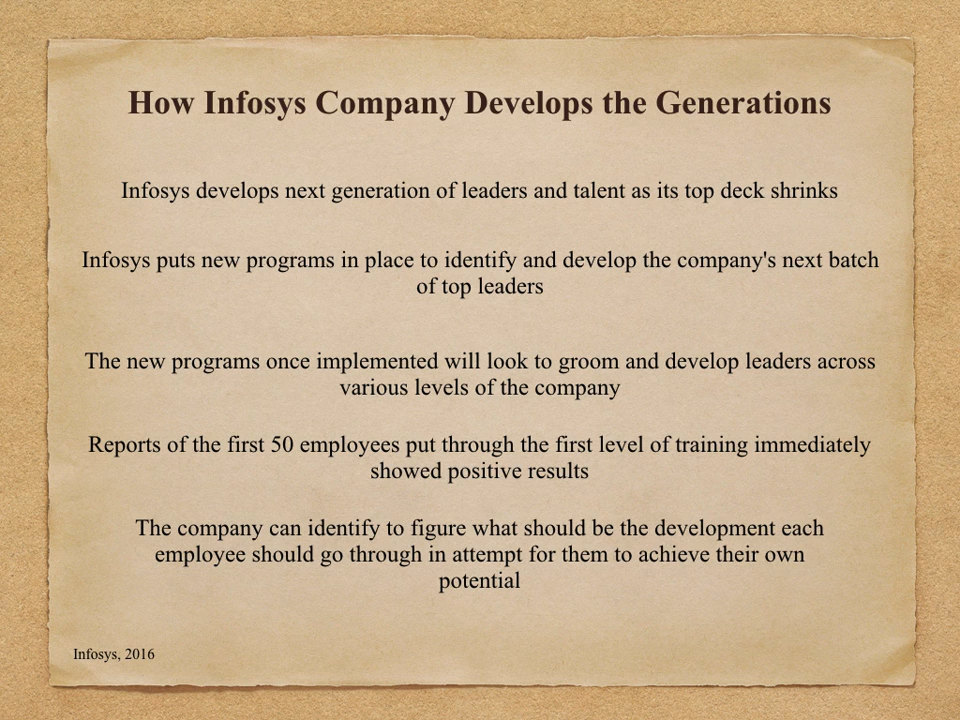 How Infosys Company Develops the Generations
Infosys develops next generation of leaders and talent as its top deck shrinks
Infosys puts new programs in place to identify and develop the company's next batch
of top leaders
The new programs once implemented will look to groom and develop leaders across
various levels of the company
Reports of the first 50 employees put through the first level of training immediately
showed positive results
The company can identify to figure what should be the development each
employee should go through in attempt for them to achieve their own
potential
Infosys, 2016